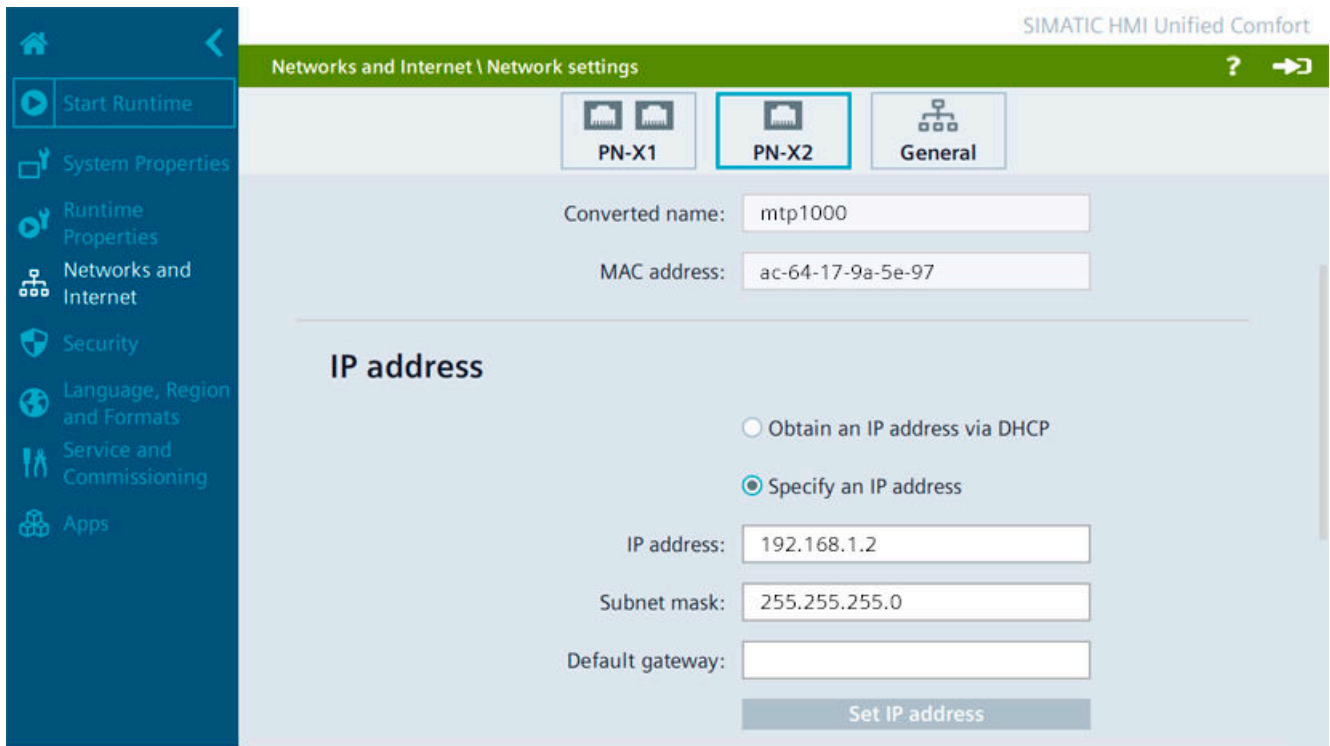 SIMATIC HMI Unified Comfort
Networks and Internet \ Network settings
?
Start Runtime
System Properties
Runtime
Properties
Networks and
Internet
Security
Language, Region
and Formats
Service and
Commissioning
Apps
PN-X1
PN-X2
General
Converted name: mtp1000
MAC address: ac-64-17-9a-5e-97
IP address
Obtain an IP address via DHCP
Specify an IP address
IP address: 192.168.1.2
Subnet mask: 255.255.255.0
Default gateway:
Set IP address